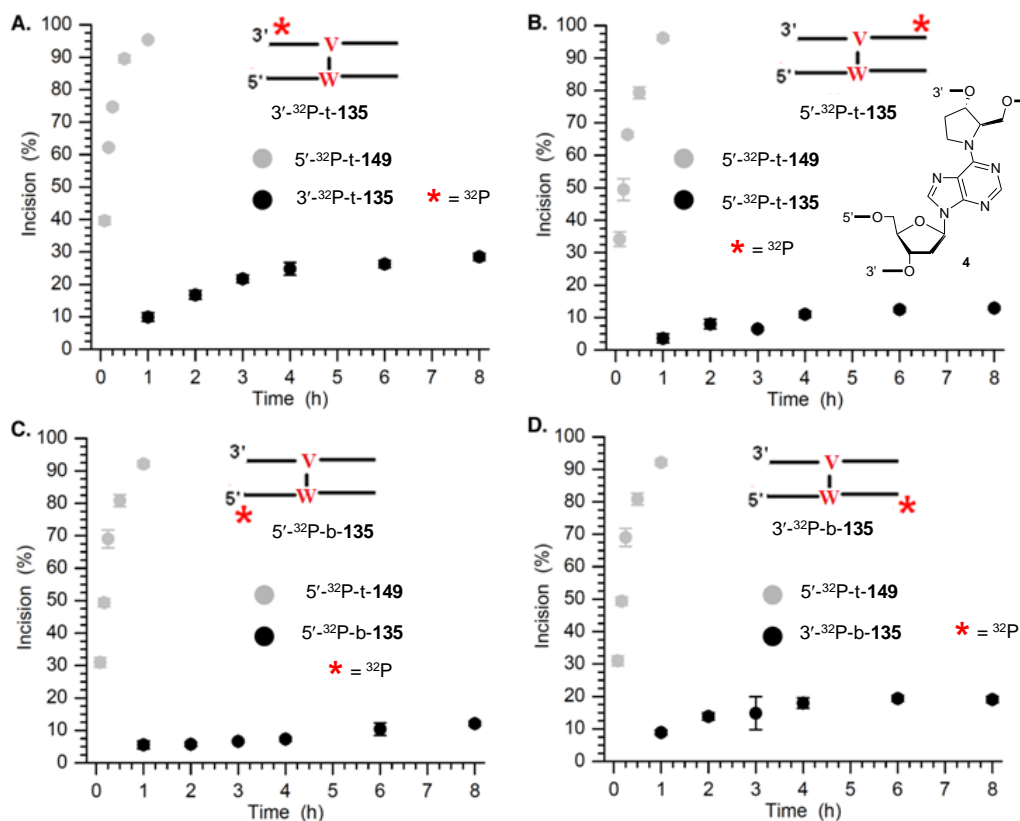 A.
Incision (%)
100
90
80
70
60
50
40
30
20
10
0
0 1 2 3 4 5 6 7 8
Time (h)
3' *
V
5' W
3′-³²P-t-135
5′-³²P-t-149
3′-³²P-t-135 * = ³²P
B.
Incision (%)
100
90
80
70
60
50
40
30
20
10
0
0 1 2 3 4 5 6 7 8
Time (h)
3' *
V
5' W
5′-³²P-t-135
5′-³²P-t-149
5′-³²P-t-135
* = ³²P
3'
O
O
N
N N
N N
5'
O O
3' O
4
C.
Incision (%)
100
90
80
70
60
50
40
30
20
10
0
0 1 2 3 4 5 6 7 8
Time (h)
3'
V
5' W
*
5′-³²P-b-135
5′-³²P-t-149
5′-³²P-b-135
* = ³²P
D.
Incision (%)
100
90
80
70
60
50
40
30
20
10
0
0 1 2 3 4 5 6 7 8
Time (h)
3'
V
5' W
*
3′-³²P-b-135
5′-³²P-t-149
3′-³²P-b-135 * = ³²P